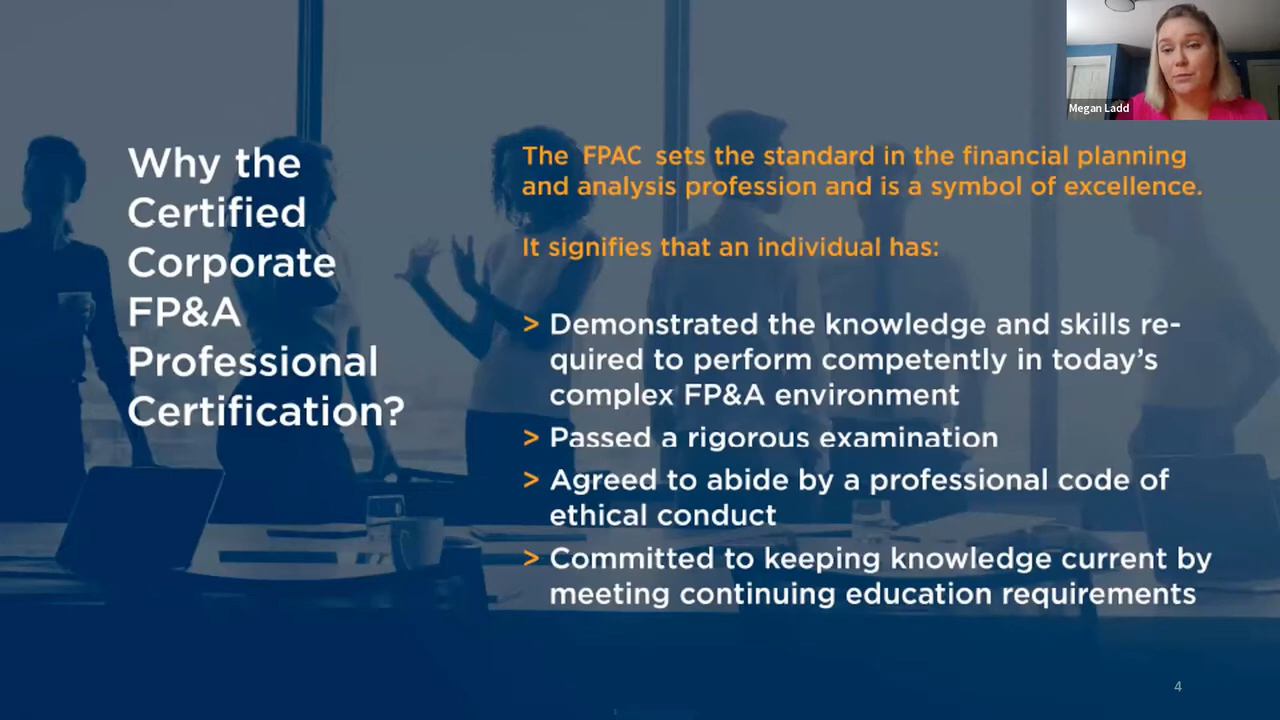 Megan Ladd
Why the
Certified
Corporate
FP&A
Professional
Certification?
The FPAC sets the standard in the financial planning
and analysis profession and is a symbol of excellence.
It signifies that an individual has:
> Demonstrated the knowledge and skills re-
quired to perform competently in today’s
complex FP&A environment
> Passed a rigorous examination
> Agreed to abide by a professional code of
ethical conduct
> Committed to keeping knowledge current by
meeting continuing education requirements
4